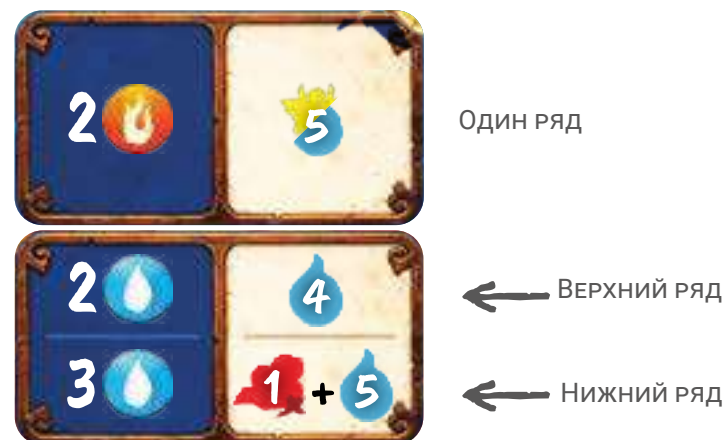 2 5 Один ряд
2 4 Верхний ряд
3 1 + 5 Нижний ряд